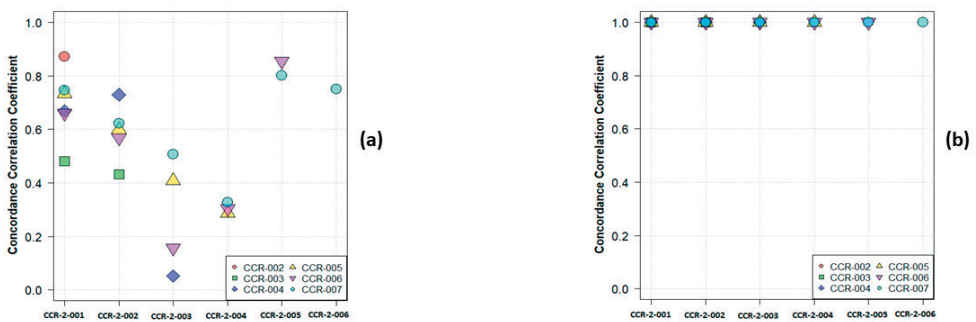 Concordance Correlation Coefficient
1.0
0.8
0.6
0.4
0.2
0.0
CCR-002 CCR-005
CCR-003 CCR-006
CCR-004 CCR-007
CCR-2-001 CCR-2-002 CCR-2-003 CCR-2-004 CCR-2-005 CCR-2-006
(a)
Concordance Correlation Coefficient
1.0
0.8
0.6
0.4
0.2
0.0
CCR-002 CCR-005
CCR-003 CCR-006
CCR-004 CCR-007
CCR-2-001 CCR-2-002 CCR-2-003 CCR-2-004 CCR-2-005 CCR-2-006
(b)